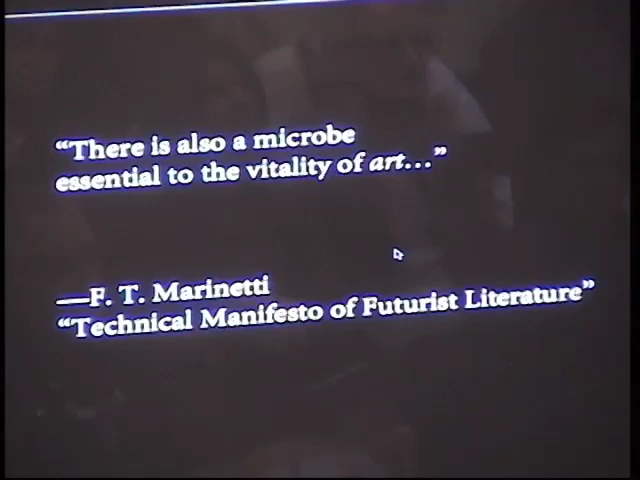 “There is also a microbe
essential to the vitality of art...”
—F. T. Marinetti
“Technical Manifesto of Futurist Literature”